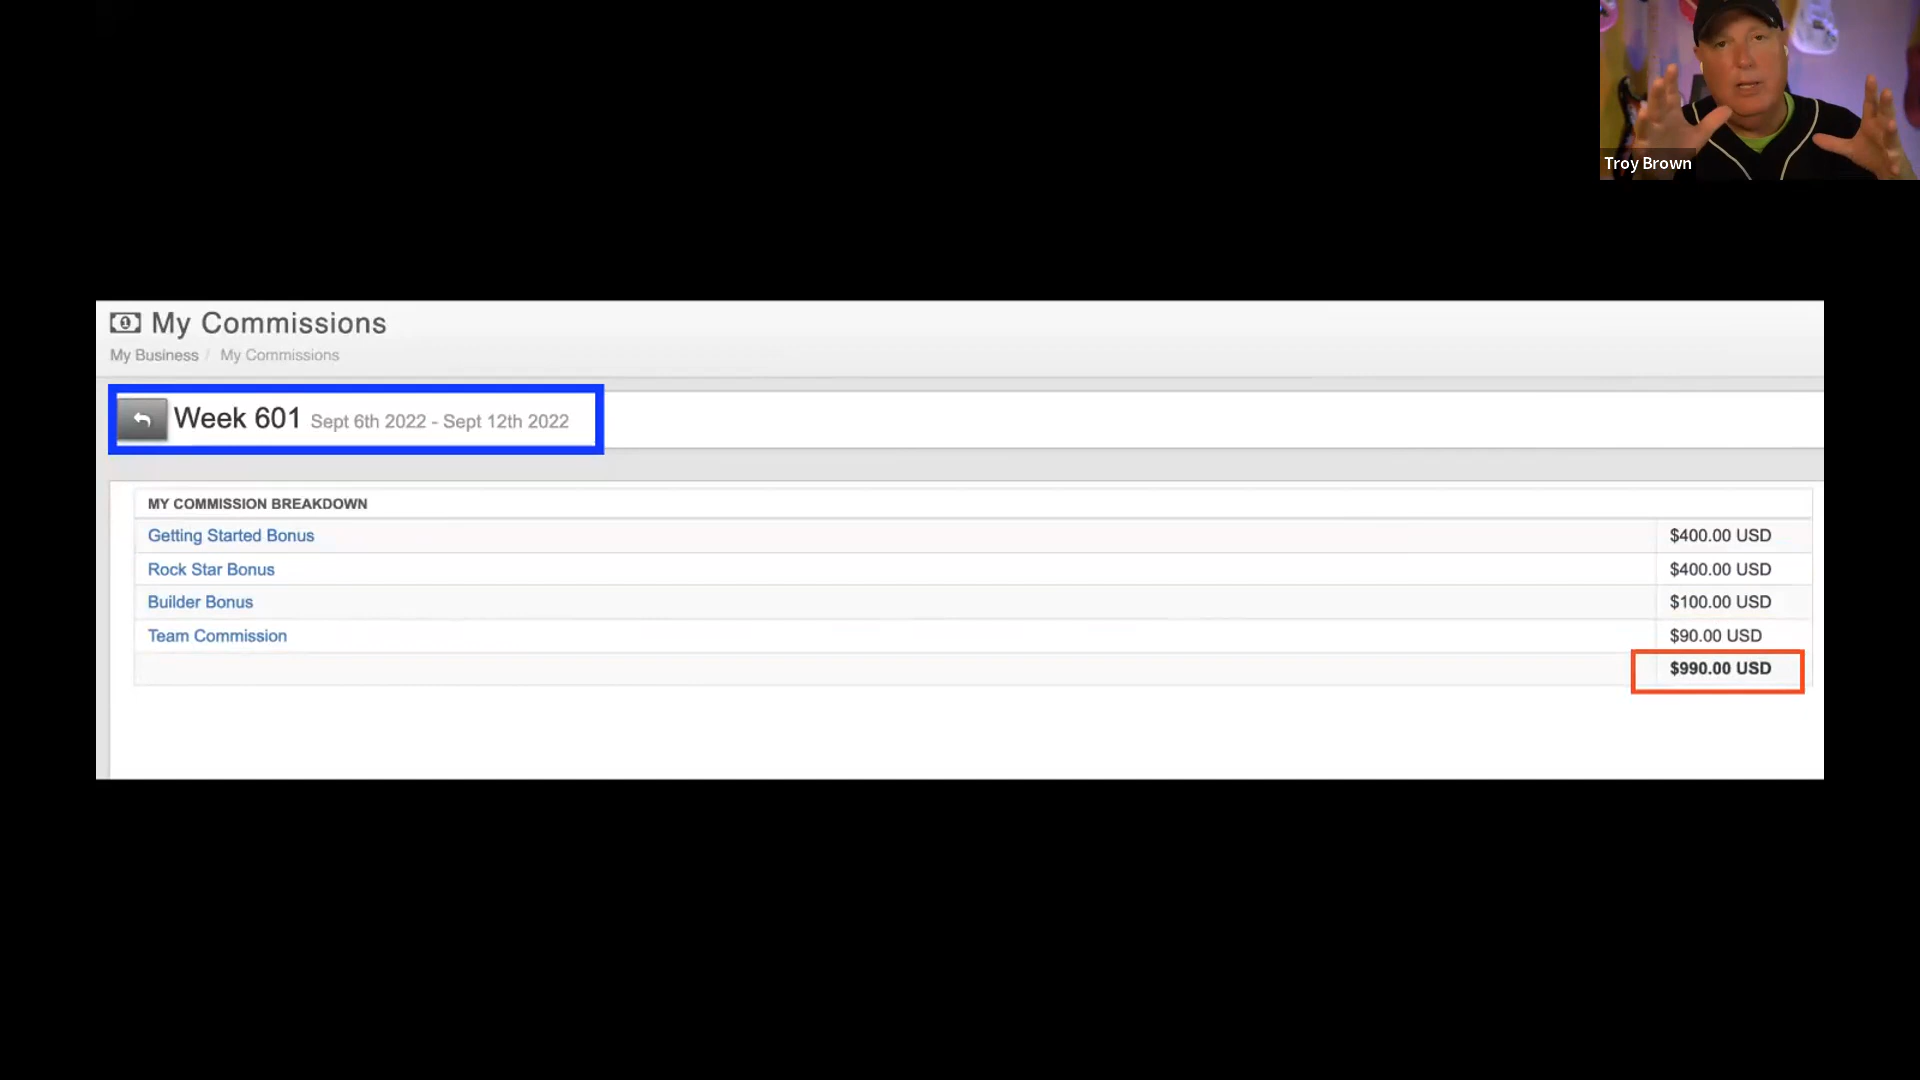 Troy Brown
My Commissions
My Business / My Commissions
Week 601 Sept 6th 2022 - Sept 12th 2022
MY COMMISSION BREAKDOWN
Getting Started Bonus $400.00 USD
Rock Star Bonus $400.00 USD
Builder Bonus $100.00 USD
Team Commission $90.00 USD
$990.00 USD